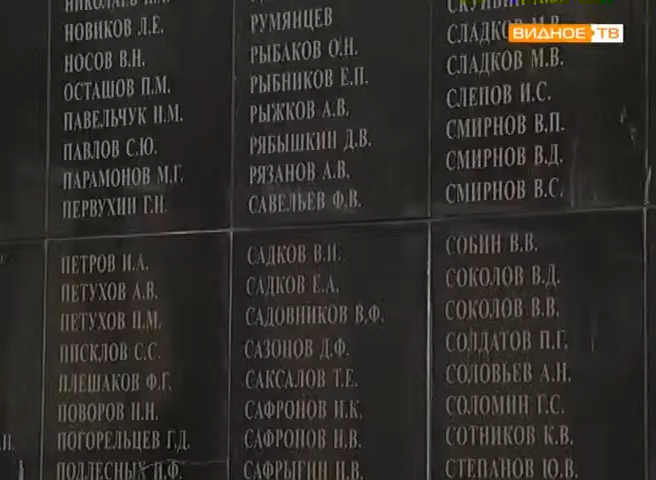 НОВИКОВ Л.Е.
НОСОВ В.Н.
ОСТАШОВ П.М.
ПАВЕЛЬЧУК И.М.
ПАВЛОВ С.Ю.
ПАРАМОНОВ М.Г.
ПЕРВУХИН Г.Н.
ПЕТРОВ И.А.
ПЕТУХОВ А.В.
ПЕТУХОВ И.М.
ПИСКЛОВ С.С.
ПЛЕШАКОВ Ф.Г.
ПОВОРОВ И.Н.
ПОГОРЕЛЬЦЕВ Г.Д.
ПОДЛЕСНЫХ И.Ф.
РУМЯНЦЕВ
РЫБАКОВ О.Н.
РЫБНИКОВ Е.П.
РЫЖКОВ А.В.
РЯБЫШКИН Д.В.
РЯЗАНОВ А.В.
САВЕЛЬЕВ Ф.В.
САДКОВ В.И.
САДКОВ Е.А.
САДОВНИКОВ В.Ф.
САЗОНОВ Д.Ф.
САКСАЛОВ Т.Е.
САФРОНОВ И.К.
САФРОНОВ Н.В.
САФРЫГИН И.В.
ВИДНОЕ ТВ
СЛАДКОВ М.В.
СЛЕПОВ И.С.
СМИРНОВ В.П.
СМИРНОВ В.Д.
СМИРНОВ В.С.
СОБИН В.В.
СОКОЛОВ В.Д.
СОКОЛОВ В.В.
СОЛДАТОВ П.Г.
СОЛОВЬЕВ А.Н.
СОЛОМИН Г.С.
СОТНИКОВ К.В.
СТЕПАНОВ Ю.В.